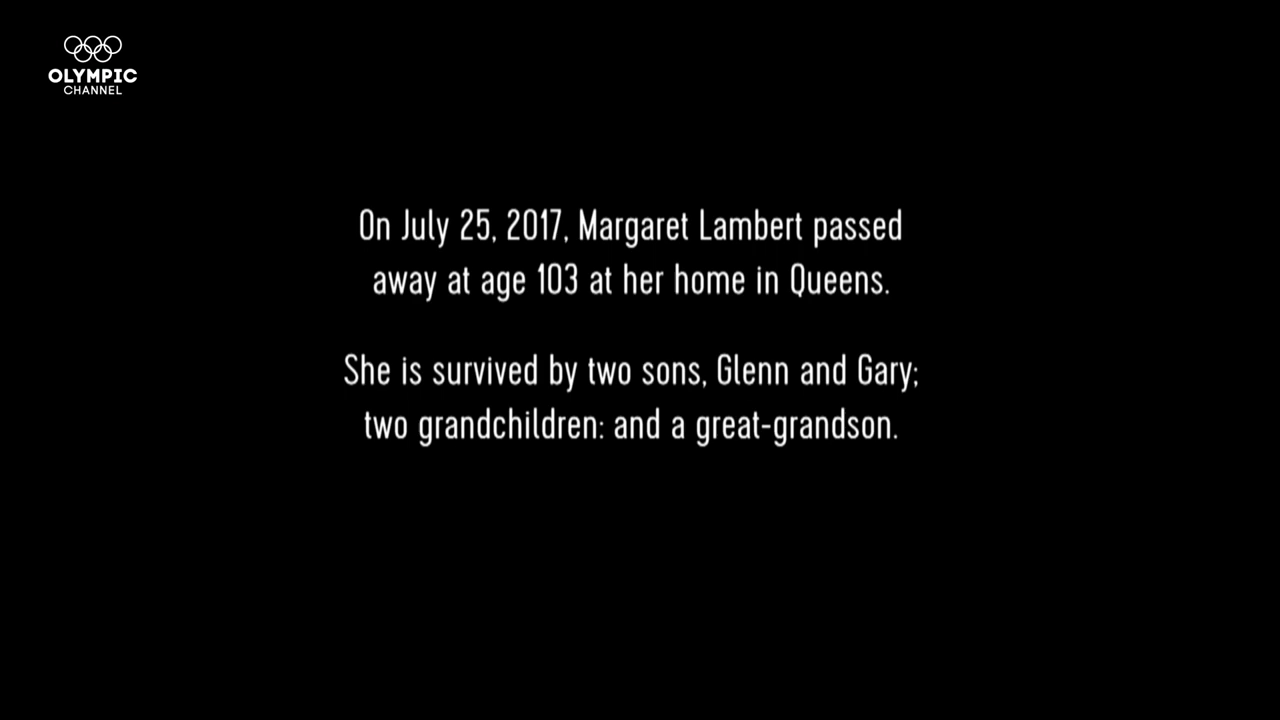 OLYMPIC
CHANNEL
On July 25, 2017, Margaret Lambert passed
away at age 103 at her home in Queens.
She is survived by two sons, Glenn and Gary;
two grandchildren: and a great-grandson.